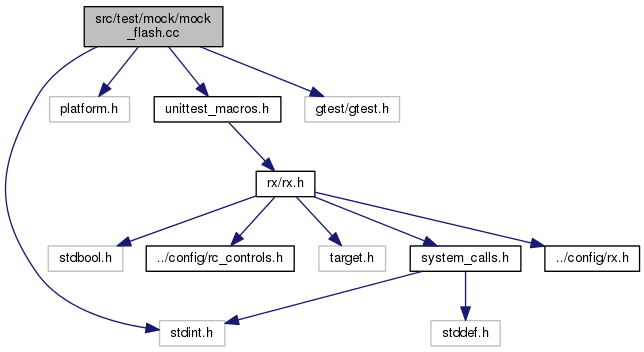 src/test/mock/mock
_flash.cc
platform.h
unittest_macros.h
gtest/gtest.h
rx/rx.h
stdbool.h
../config/rc_controls.h
target.h
system_calls.h
../config/rx.h
stdint.h
stddef.h